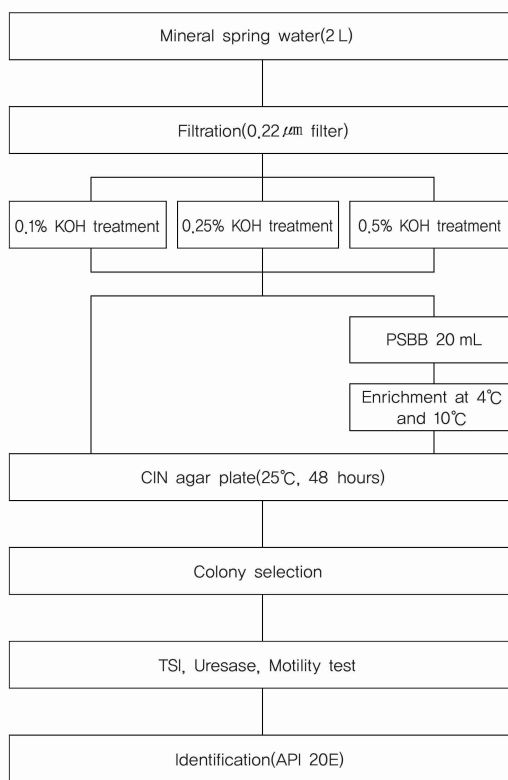 Mineral spring water(2 L)
Filtration(0.22 ㎛ filter)
0.1% KOH treatment
0.25% KOH treatment
0.5% KOH treatment
PSBB 20 mL
Enrichment at 4℃
and 10℃
CIN agar plate(25℃, 48 hours)
Colony selection
TSI, Uresase, Motility test
Identification(API 20E)